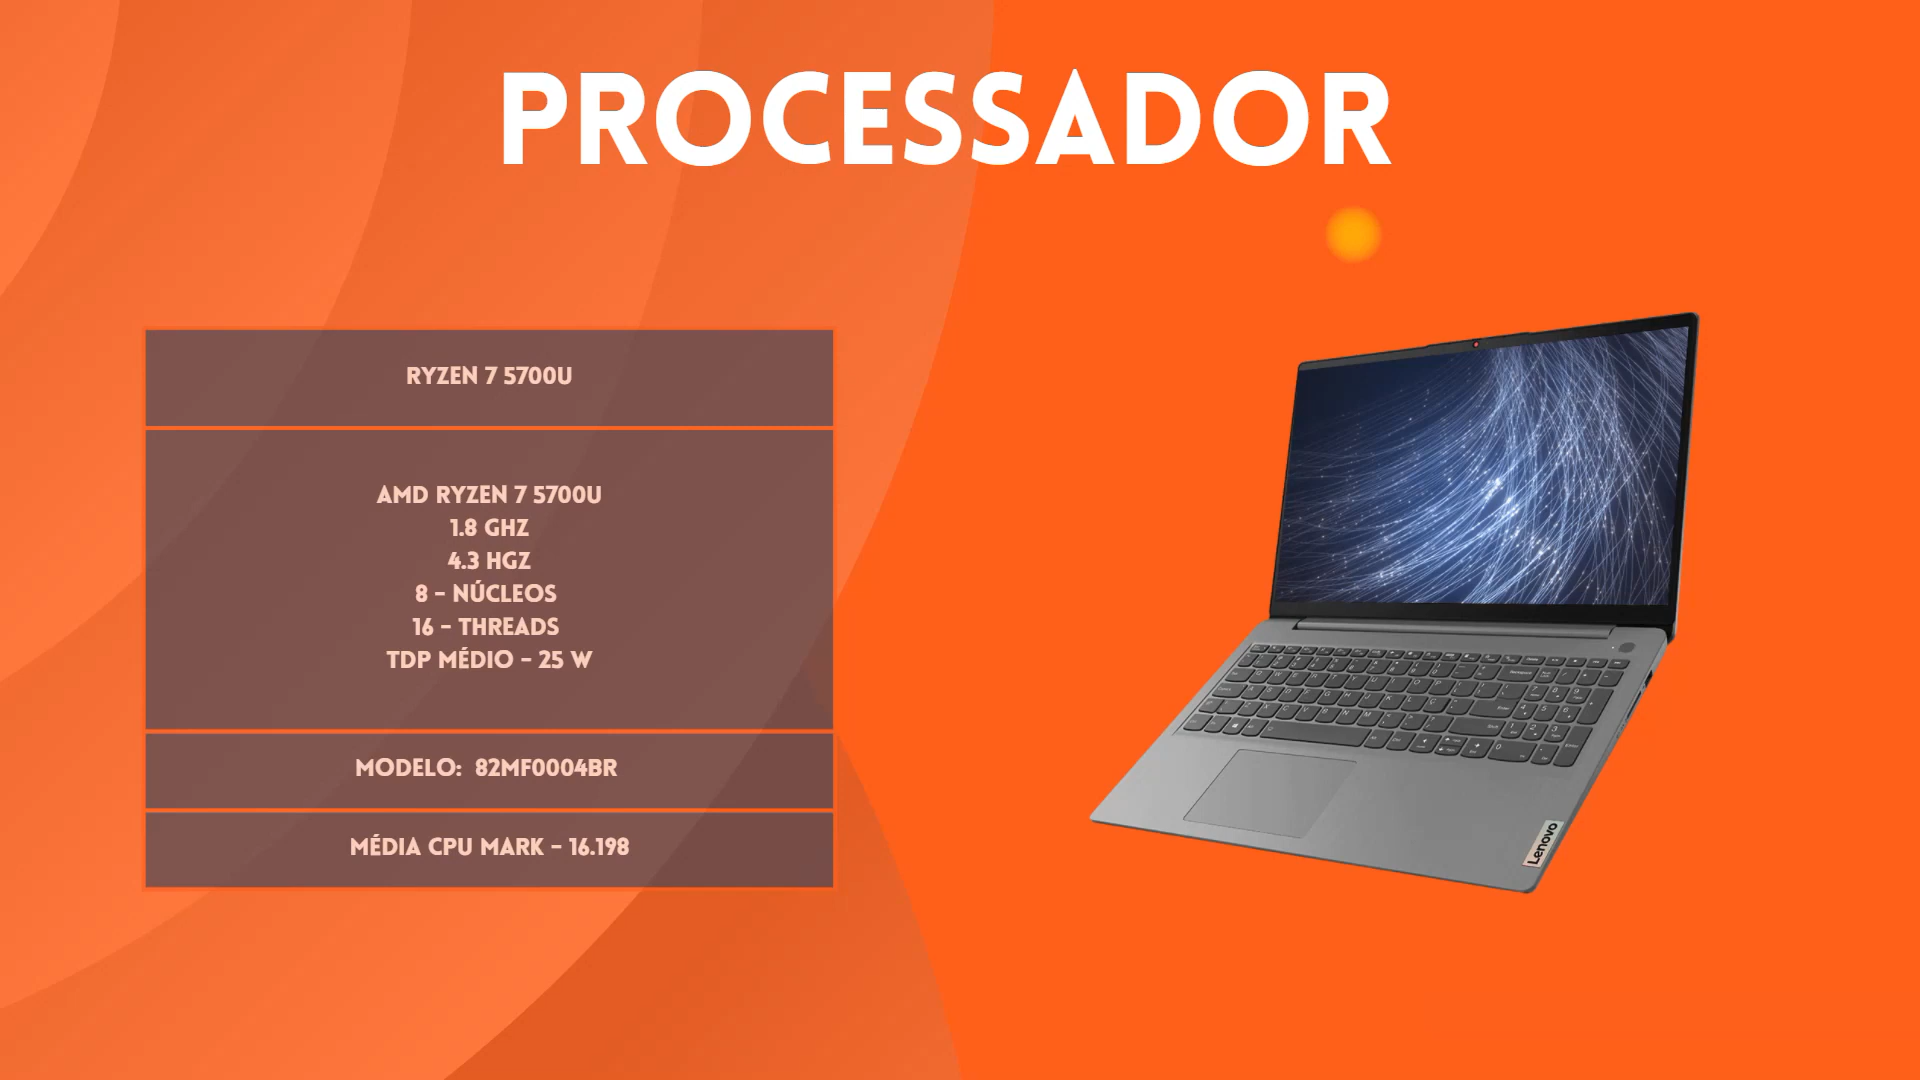 PROCESSADOR
RYZEN 7 5700U
AMD RYZEN 7 5700U
1.8 GHZ
4.3 HGZ
8 - NÚCLEOS
16 - THREADS
TDP MÉDIO - 25 W
MODELO: 82MF0004BR
MÉDIA CPU MARK - 16.198
Lenovo